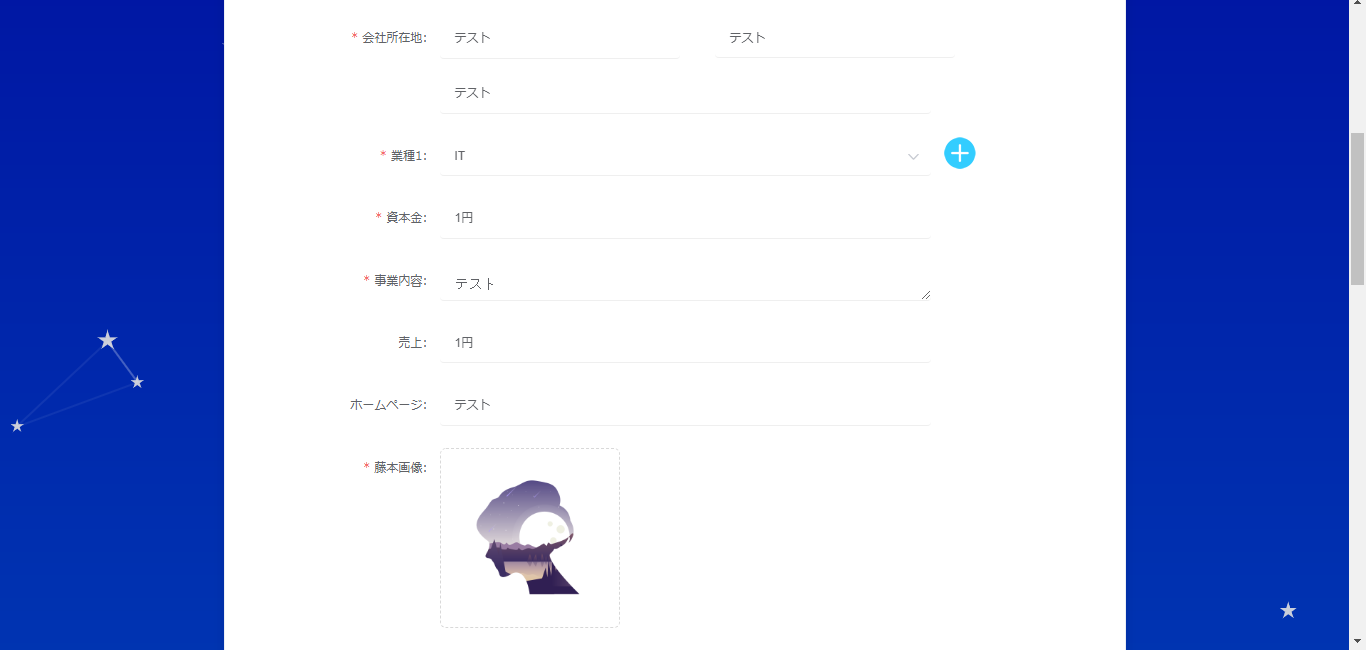 * 会社所在地: テスト テスト
テスト
* 業種1: IT
* 資本金: 1円
* 事業内容: テスト
売上: 1円
ホームページ: テスト
* 藤本画像: